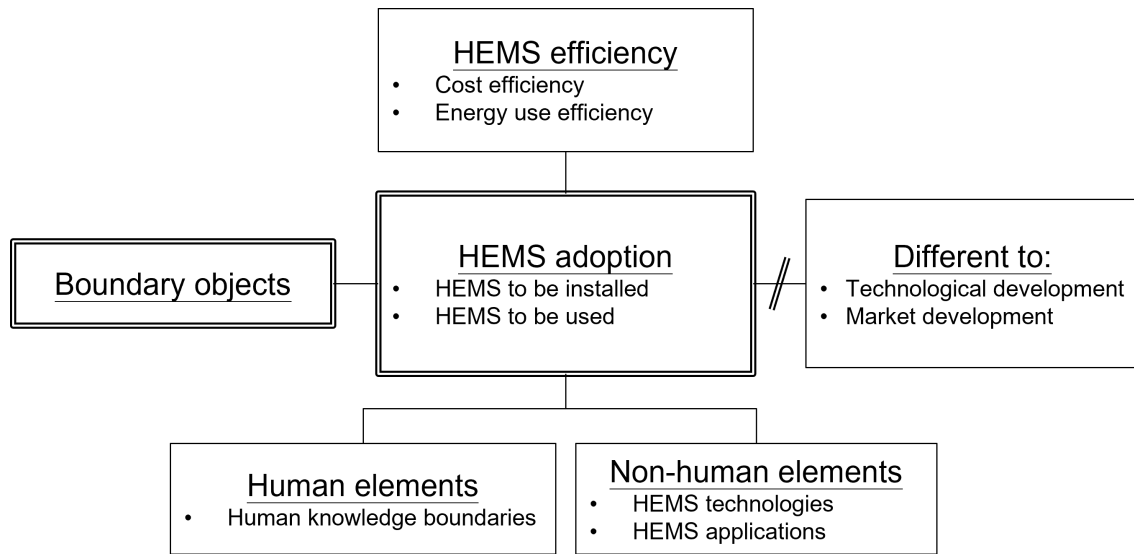 HEMS efficiency
• Cost efficiency
• Energy use efficiency
Boundary objects
HEMS adoption
• HEMS to be installed
• HEMS to be used
Different to:
• Technological development
• Market development
Human elements
• Human knowledge boundaries
Non-human elements
• HEMS technologies
• HEMS applications